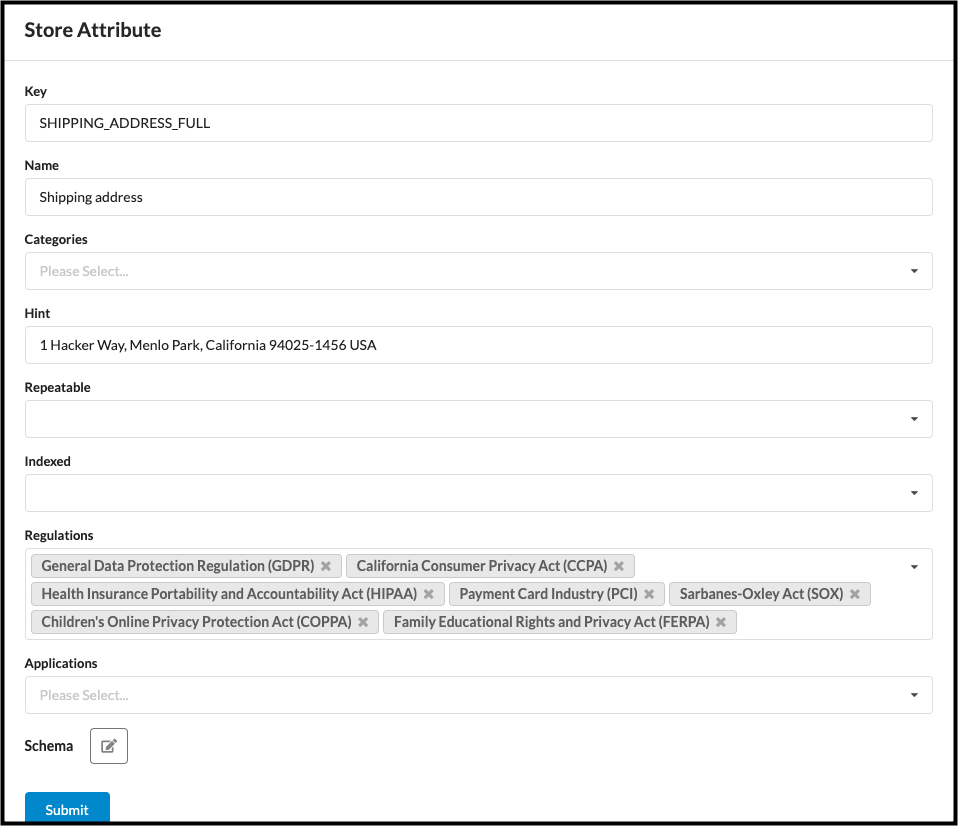 Store Attribute
Key
SHIPPING_ADDRESS_FULL
Name
Shipping address
Categories
Please Select...
Hint
1 Hacker Way, Menlo Park, California 94025-1456 USA
Repeatable
Indexed
Regulations
General Data Protection Regulation (GDPR) × California Consumer Privacy Act (CCPA) ×
Health Insurance Portability and Accountability Act (HIPAA) × Payment Card Industry (PCI) × Sarbanes-Oxley Act (SOX) ×
Children's Online Privacy Protection Act (COPPA) × Family Educational Rights and Privacy Act (FERPA) ×
Applications
Please Select...
Schema
Submit